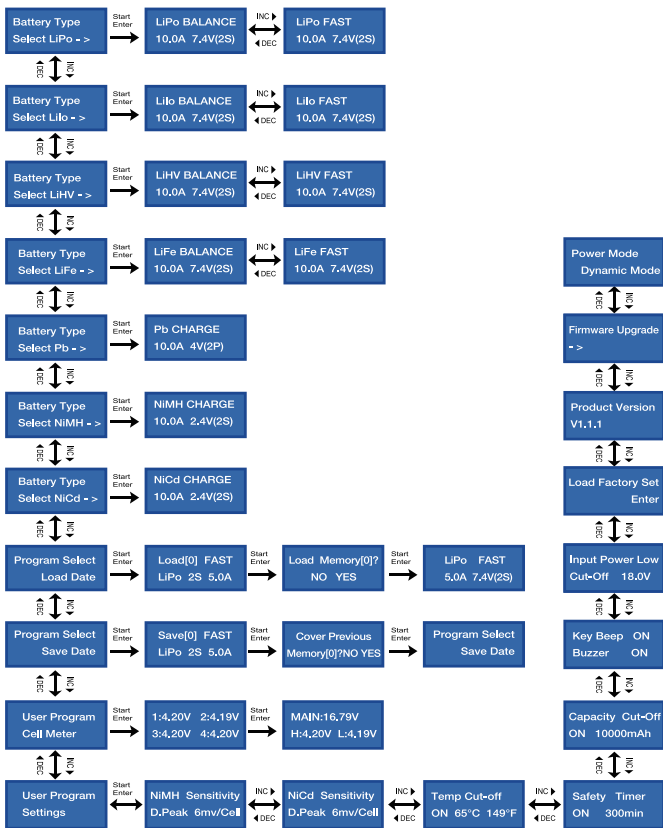 Battery Type
Select LiPo - >
Start
Enter
LiPo BALANCE
10.0A 7.4V(2S)
INC ▶
◀ DEC
LiPo FAST
10.0A 7.4V(2S)
◀ DEC
INC ▶
Battery Type
Select LiIo - >
Start
Enter
LiIo BALANCE
10.0A 7.4V(2S)
INC ▶
◀ DEC
LiIo FAST
10.0A 7.4V(2S)
◀ DEC
INC ▶
Battery Type
Select LiHV - >
Start
Enter
LiHV BALANCE
10.0A 7.4V(2S)
INC ▶
◀ DEC
LiHV FAST
10.0A 7.4V(2S)
◀ DEC
INC ▶
Battery Type
Select LiFe - >
Start
Enter
LiFe BALANCE
10.0A 7.4V(2S)
INC ▶
◀ DEC
LiFe FAST
10.0A 7.4V(2S)
◀ DEC
INC ▶
Battery Type
Select Pb - >
Start
Enter
Pb CHARGE
10.0A 4V(2P)
◀ DEC
INC ▶
Battery Type
Select NiMH - >
Start
Enter
NiMH CHARGE
10.0A 2.4V(2S)
◀ DEC
INC ▶
Battery Type
Select NiCd - >
Start
Enter
NiCd CHARGE
10.0A 2.4V(2S)
◀ DEC
INC ▶
Program Select
Load Date
Start
Enter
Load[0] FAST
LiPo 2S 5.0A
Start
Enter
Load Memory[0]?
NO YES
Start
Enter
LiPo FAST
5.0A 7.4V(2S)
◀ DEC
INC ▶
Program Select
Save Date
Start
Enter
Save[0] FAST
LiPo 2S 5.0A
Start
Enter
Cover Previous
Memory[0]?NO YES
Start
Enter
Program Select
Save Date
◀ DEC
INC ▶
User Program
Cell Meter
Start
Enter
1:4.20V 2:4.19V
3:4.20V 4:4.20V
Start
Enter
MAIN:16.79V
H:4.20V L:4.19V
◀ DEC
INC ▶
User Program
Settings
Start
Enter
NiMH Sensitivity
D.Peak 6mv/Cell
INC ▶
◀ DEC
NiCd Sensitivity
D.Peak 6mv/Cell
INC ▶
◀ DEC
Temp Cut-off
ON 65°C 149°F
INC ▶
◀ DEC
Safety Timer
ON 300min
◀ DEC
INC ▶
Capacity Cut-Off
ON 10000mAh
◀ DEC
INC ▶
Key Beep ON
Buzzer ON
◀ DEC
INC ▶
Input Power Low
Cut-Off 18.0V
◀ DEC
INC ▶
Load Factory Set
Enter
◀ DEC
INC ▶
Product Version
V1.1.1
◀ DEC
INC ▶
Firmware Upgrade
- >
◀ DEC
INC ▶
Power Mode
Dynamic Mode